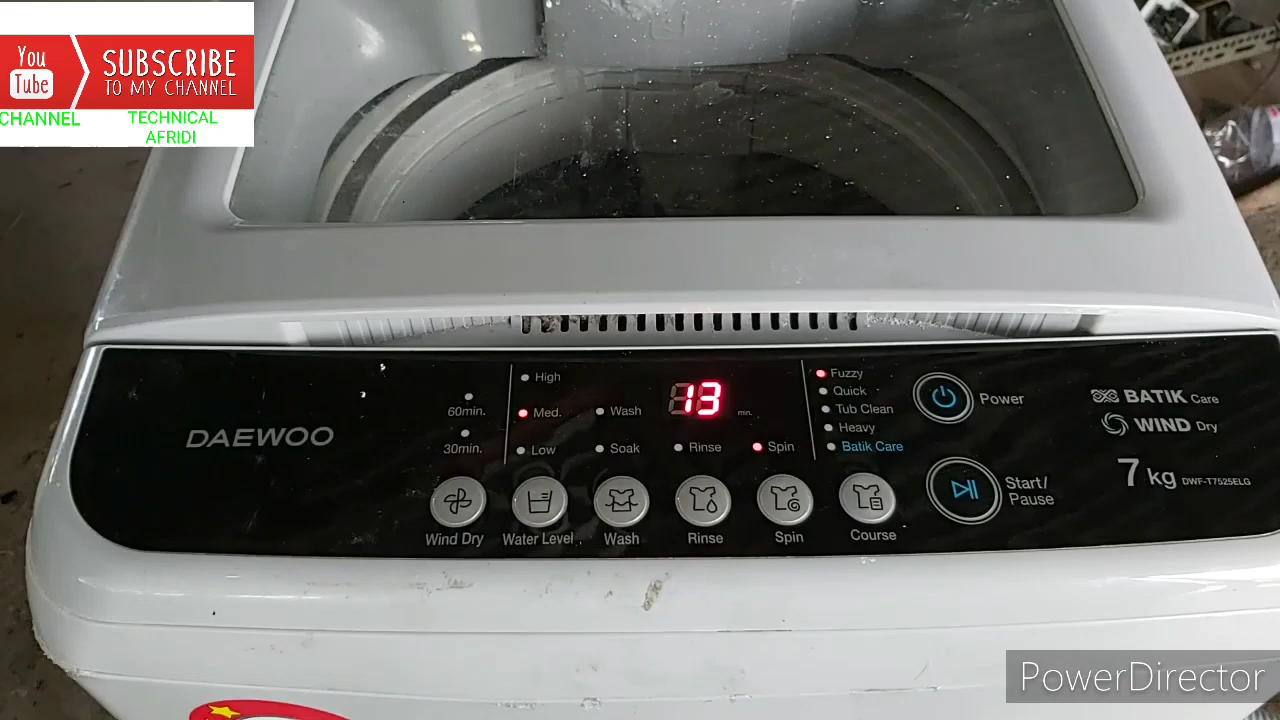 You
Tube
SUBSCRIBE
TO MY CHANNEL
CHANNEL
TECHNICAL
AFRIDI
DAEWOO
60min.
30min.
High
Med.
Low
Wash
Soak
13
min.
Rinse
Spin
Fuzzy
Quick
Tub Clean
Heavy
Batik Care
Power
Start/
Pause
BATIK Care
WIND Dry
7 kg DWF-T7525ELG
Wind Dry
Water Level
Wash
Rinse
Spin
Course
PowerDirector